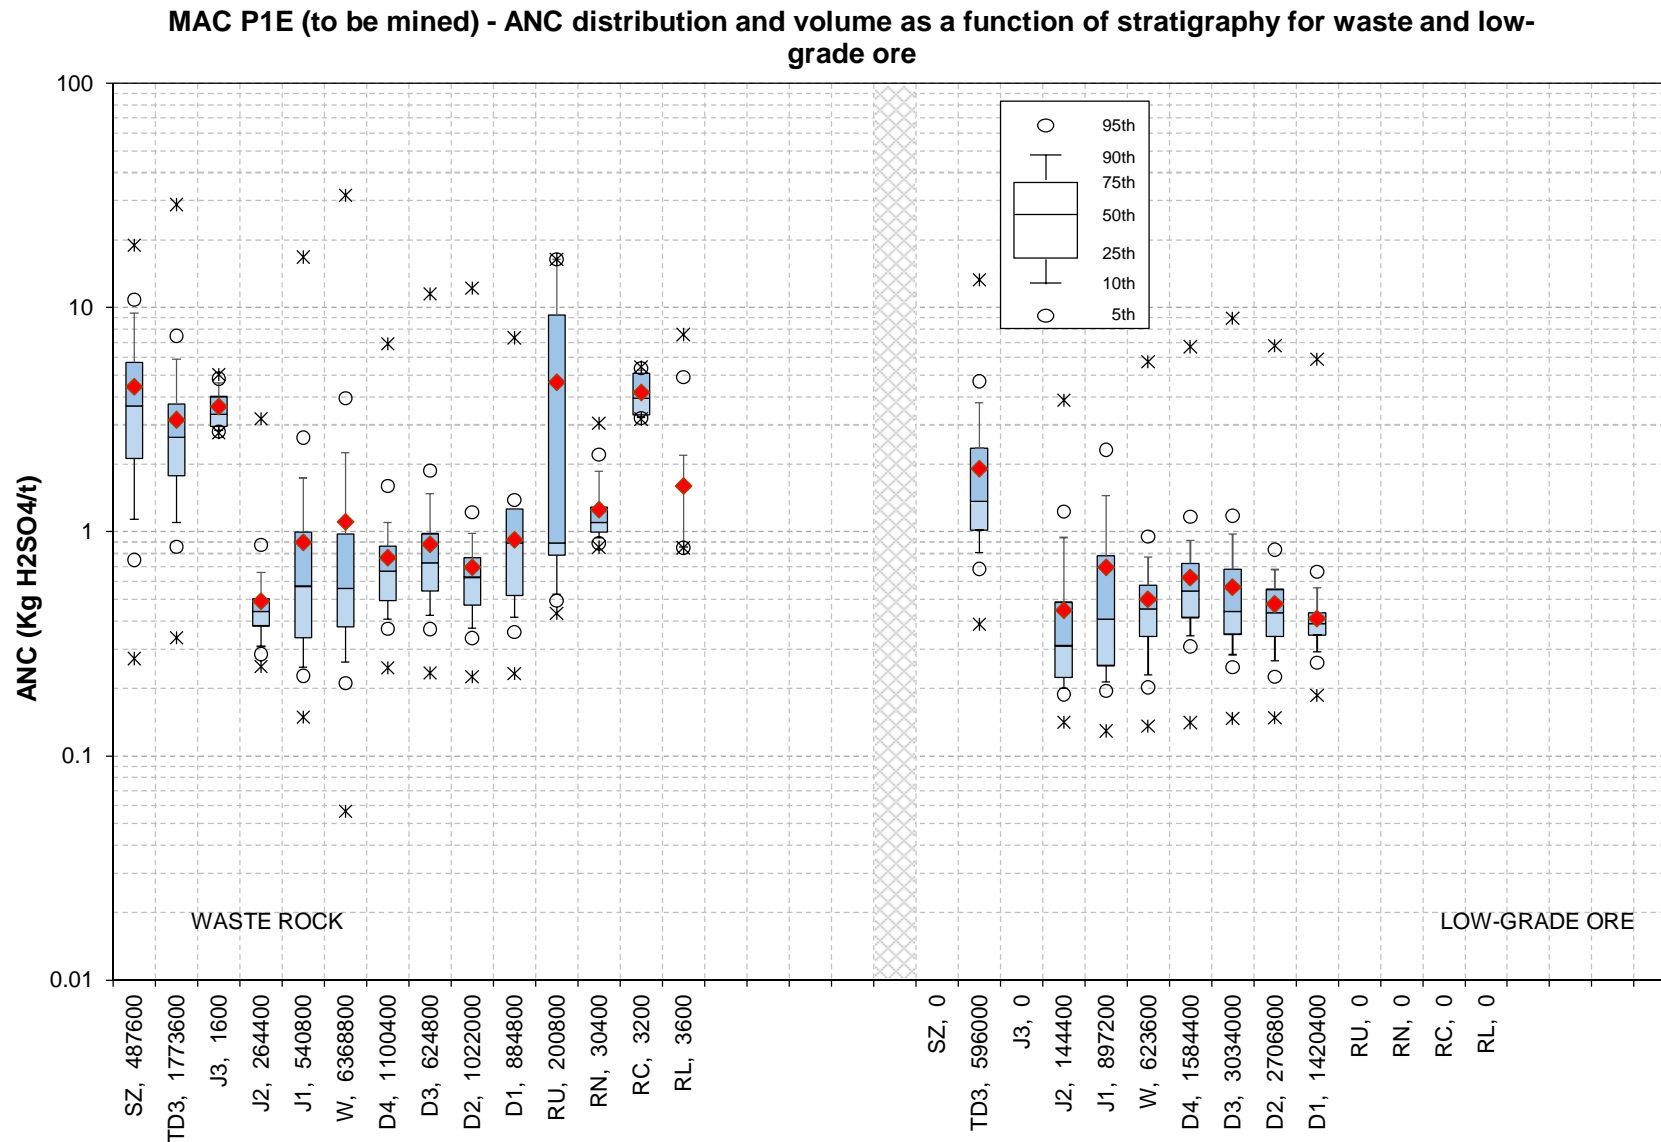 MAC P1E (to be mined) - ANC distribution and volume as a function of stratigraphy for waste and low-
grade ore
ANC (Kg H2SO4/t)
100
10
1
0.1
0.01
95th
90th
75th
50th
25th
10th
5th
WASTE ROCK
LOW-GRADE ORE
SZ, 487600
TD3, 1773600
J3, 1600
J2, 264400
J1, 540800
W, 6368800
D4, 1100400
D3, 624800
D2, 1022000
D1, 884800
RU, 200800
RN, 30400
RC, 3200
RL, 3600
SZ, 0
TD3, 596000
J3, 0
J2, 144400
J1, 897200
W, 623600
D4, 1584400
D3, 3034000
D2, 2706800
D1, 1420400
RU, 0
RN, 0
RC, 0
RL, 0